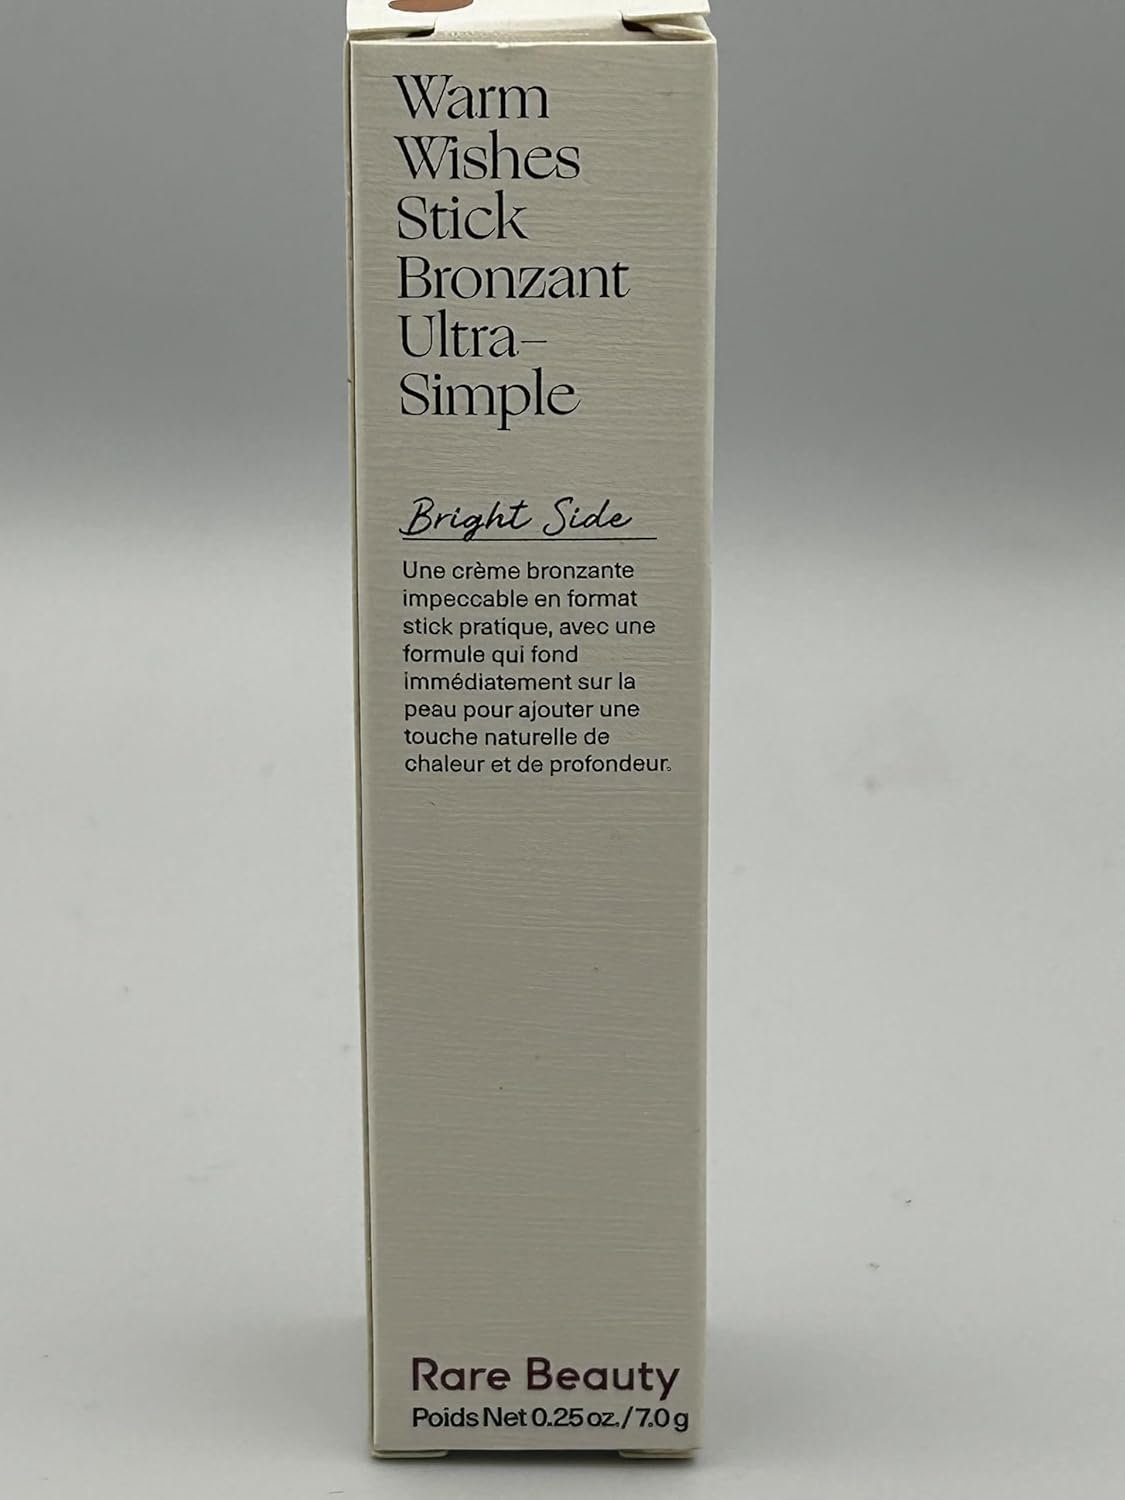 Warm
Wishes
Stick
Bronzant
Ultra–
Simple
Bright Side
Une crème bronzante
impeccable en format
stick pratique, avec une
formule qui fond
immédiatement sur la
peau pour ajouter une
touche naturelle de
chaleur et de profondeur.
Rare Beauty
Poids Net 0.25 oz./7.0 g